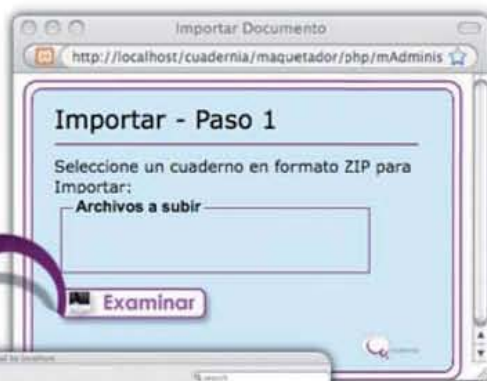 Importar Documento
http://localhost/cuadernia/maquetador/php/mAdminis
Importar - Paso 1
Seleccione un cuaderno en formato ZIP para
Importar:
Archivos a subir
Examinar
search